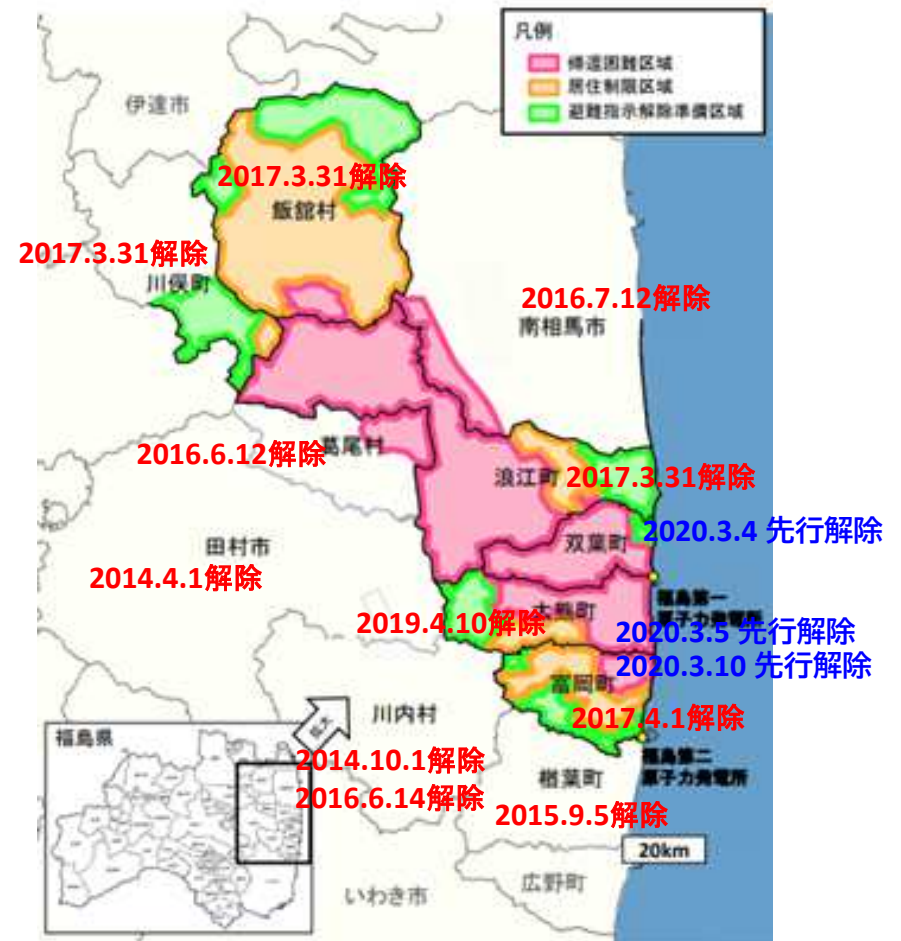 凡例
帰還困難区域
居住制限区域
避難指示解除準備区域
伊達市
2017.3.31解除
飯舘村
2017.3.31解除
川俣町
2016.7.12解除
南相馬市
2016.6.12解除
葛尾村
浪江町
2017.3.31解除
2020.3.4 先行解除
双葉町
田村市
2014.4.1解除
福島第一
原子力発電所
大熊町
2019.4.10解除
2020.3.5 先行解除
2020.3.10 先行解除
富岡町
2017.4.1解除
川内村
2014.10.1解除
2016.6.14解除
福島第二
原子力発電所
楢葉町
2015.9.5解除
20km
広野町
いわき市
福島県
拡大